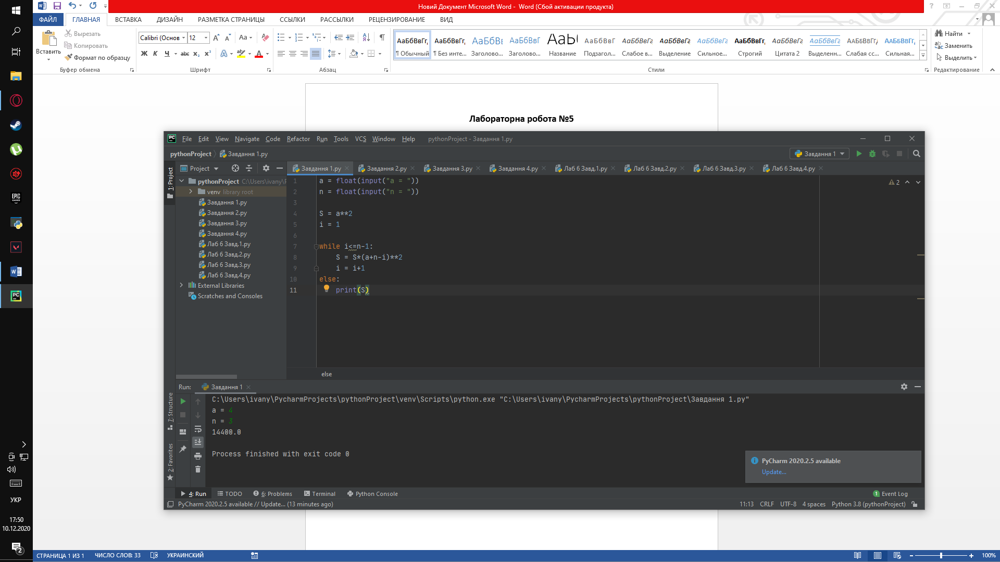 Новий Документ Microsoft Word - Word (Сбой активации продукта)
ФАЙЛ ГЛАВНАЯ ВСТАВКА ДИЗАЙН РАЗМЕТКА СТРАНИЦЫ ССЫЛКИ РАССЫЛКИ РЕЦЕНЗИРОВАНИЕ ВИД
Вставить
Вырезать
Копировать
Формат по образцу
Буфер обмена
Calibri (Основ 12
Ж К Ч abc x₂ x²
Шрифт
Абзац
АаБбВвГг, АаБбВвГг, АаБбВı АаБбВвГ АаБı АаБбВвГ АаБбВвГг АаБбВвГг АаБбВвГг АаБбВвГг, АаБбВвГг АаБбВвГг АаБбВвГг, АаБбВвГг,
¶ Обычный ¶ Без инте... Заголово... Заголово... Название Подзагол... Слабое в... Выделение Сильное... Строгий Цитата 2 Выделенн... Слабая сс... Сильная...
Стили
Найти
Заменить
Выделить
Редактирование
Лабораторна робота №5
File Edit View Navigate Code Refactor Run Tools VCS Window Help pythonProject - Завдання 1.py
pythonProject Завдання 1.py
Завдання 1
Project
Завдання 1.py Завдання 2.py Завдання 3.py Завдання 4.py Лаб 6 Завд.1.py Лаб 6 Завд.2.py Лаб 6 Завд.3.py Лаб 6 Завд.4.py
1: Project
pythonProject C:\Users\ivany\P
venv library root
Завдання 1.py
Завдання 2.py
Завдання 3.py
Завдання 4.py
Лаб 6 Завд.1.py
Лаб 6 Завд.2.py
Лаб 6 Завд.3.py
Лаб 6 Завд.4.py
External Libraries
Scratches and Consoles
1 a = float(input("a = "))
2 n = float(input("n = "))
3
4 S = a**2
5 i = 1
6
7 while i<=n-1:
8 S = S*(a+n-i)**2
9 i = i+1
10 else:
11 print(S)
2
else
Run: Завдання 1
7: Structure
2: Favorites
C:\Users\ivany\PycharmProjects\pythonProject\venv\Scripts\python.exe "C:\Users\ivany\PycharmProjects\pythonProject\Завдання 1.py"
a = 4
n = 3
14400.0
Process finished with exit code 0
PyCharm 2020.2.5 available
Update...
4: Run TODO 6: Problems Terminal Python Console 1 Event Log
PyCharm 2020.2.5 available // Update... (13 minutes ago) 11:13 CRLF UTF-8 4 spaces Python 3.8 (pythonProject)
EPIC GAMES
УКР
17:50
10.12.2020
2
СТРАНИЦА 1 ИЗ 1 ЧИСЛО СЛОВ: 33 УКРАИНСКИЙ 100%